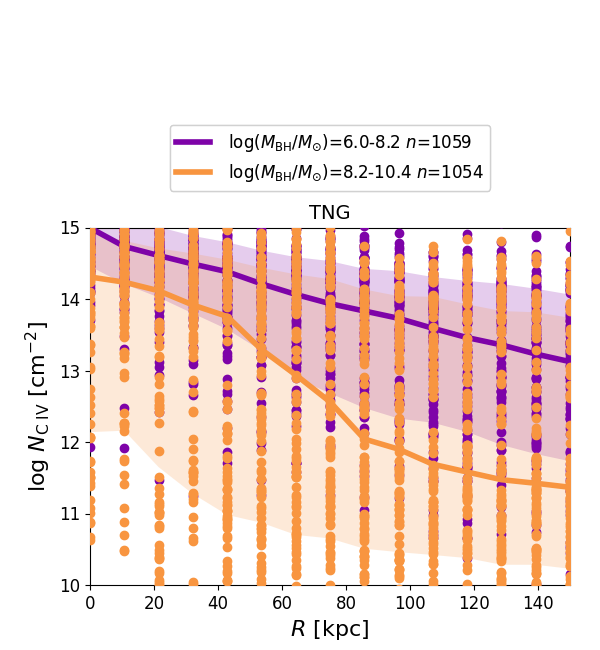 log(M_BH/M_⊙)=6.0-8.2 n=1059
log(M_BH/M_⊙)=8.2-10.4 n=1054
TNG
15
14
13
12
11
10
log N_C IV [cm^−2]
0 20 40 60 80 100 120 140
R [kpc]